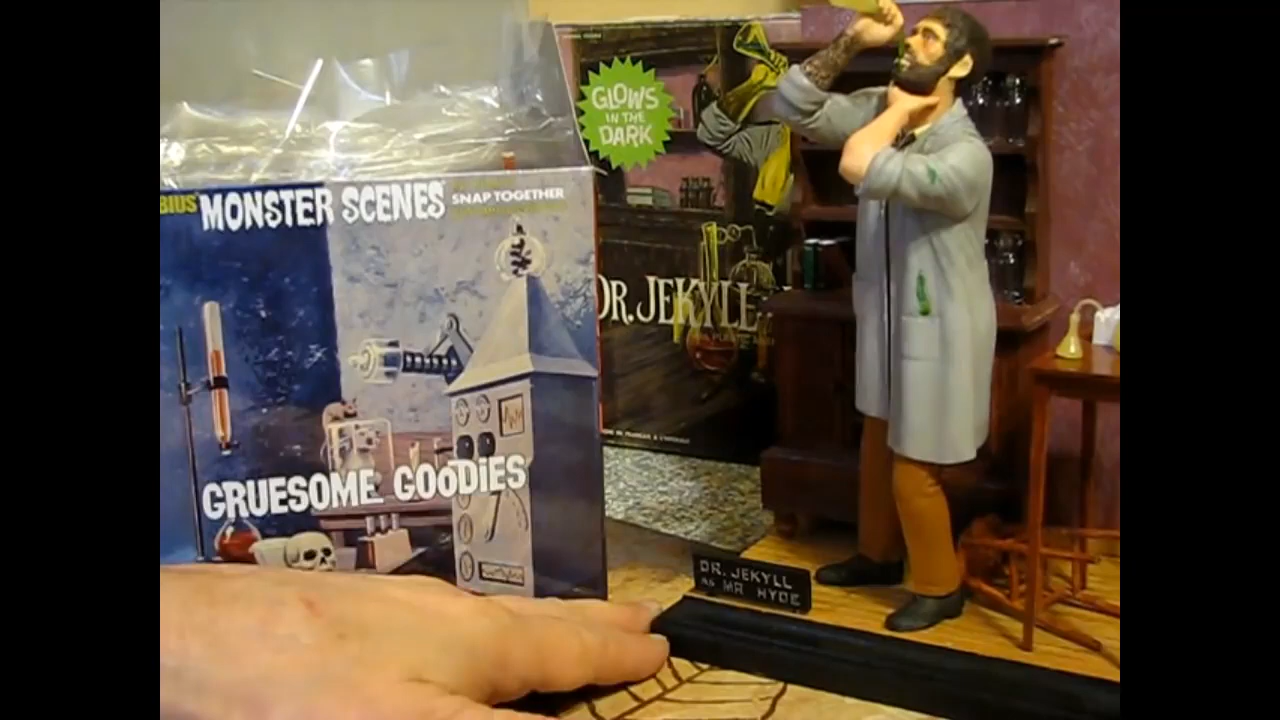 BIUS MONSTER SCENES SNAP TOGETHER
GRUESOME GOODIES
GLOWS
IN THE
DARK
DR. JEKYLL
DR. JEKYLL
AS MR HYDE